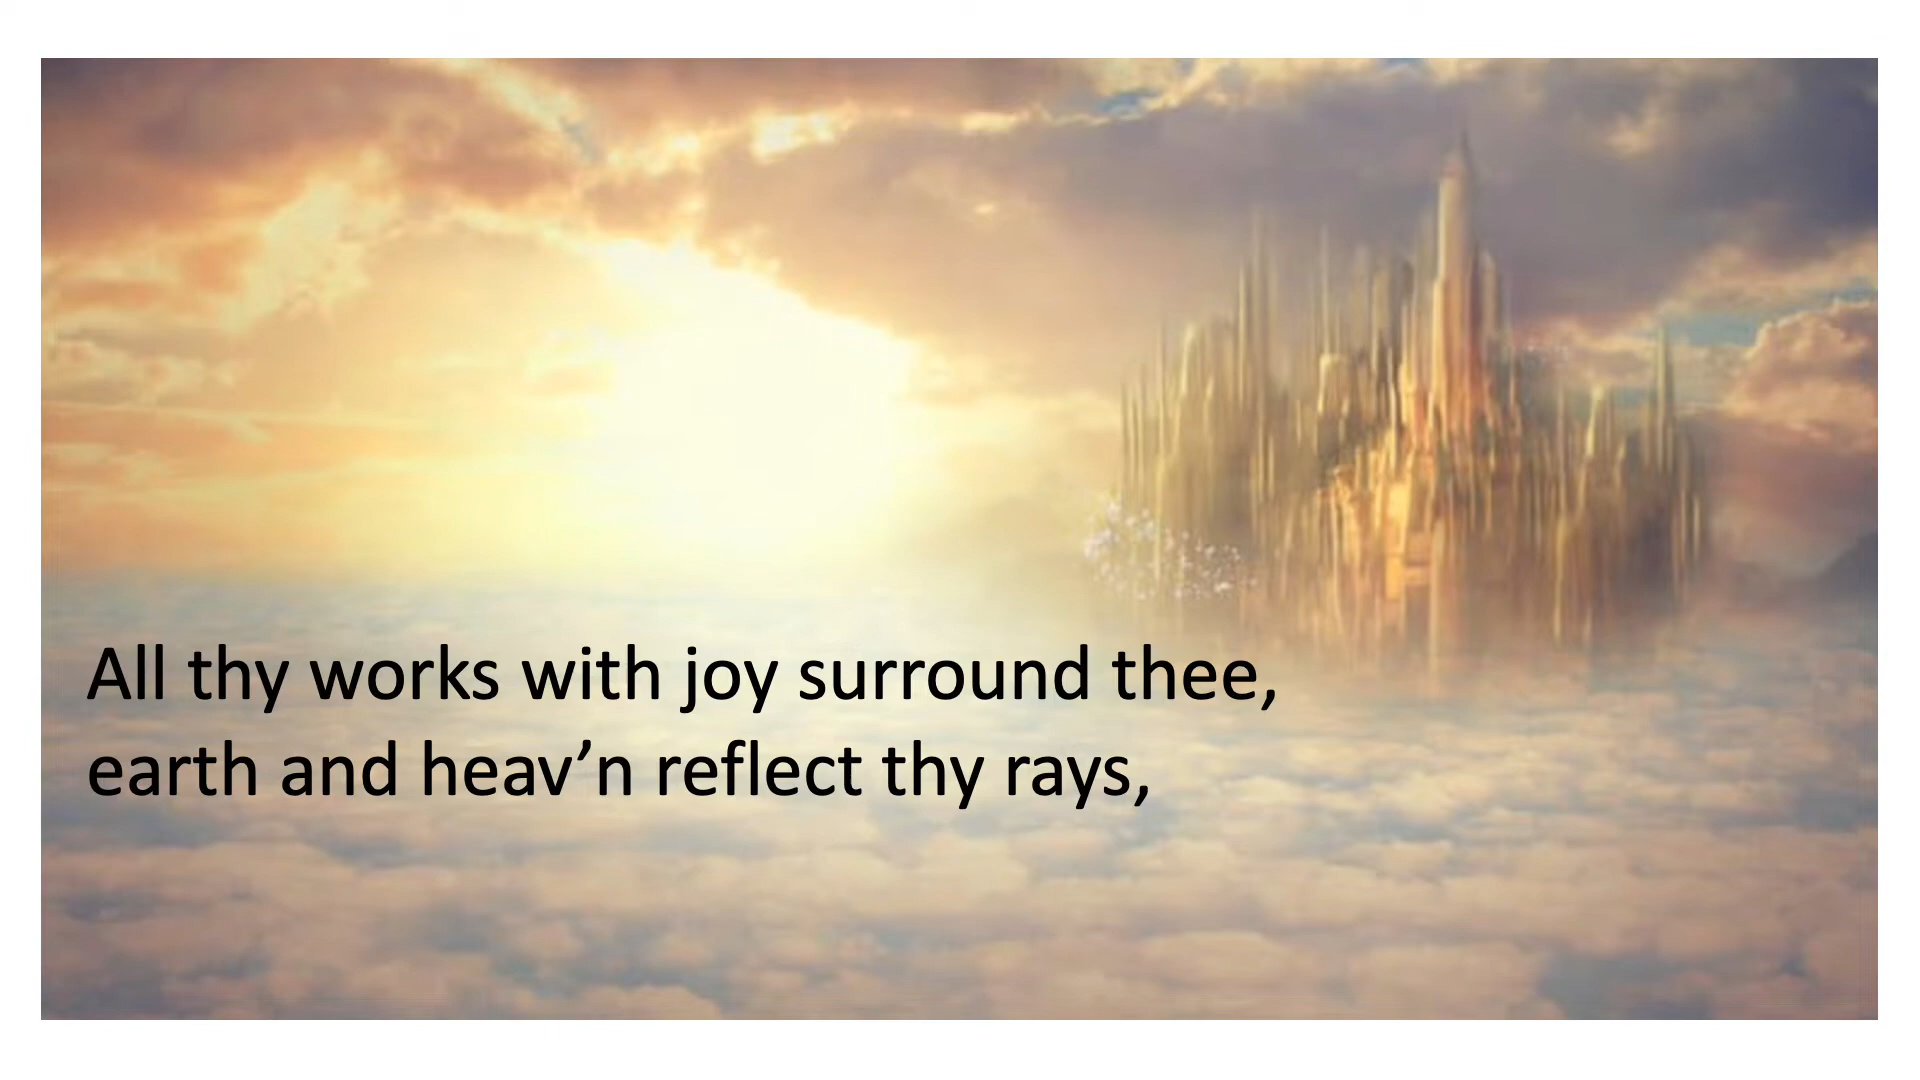 All thy works with joy surround thee,
earth and heav’n reflect thy rays,